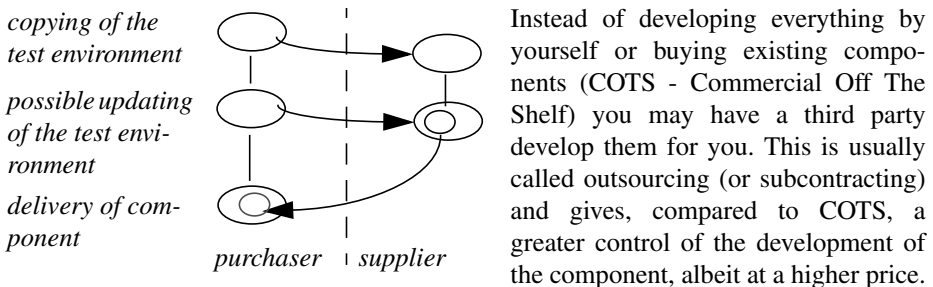 copying of the
test environment
possible updating
of the test envi-
ronment
delivery of com-
ponent
purchaser
supplier
Instead of developing everything by
yourself or buying existing compo-
nents (COTS - Commercial Off The
Shelf) you may have a third party
develop them for you. This is usually
called outsourcing (or subcontracting)
and gives, compared to COTS, a
greater control of the development of
the component, albeit at a higher price.